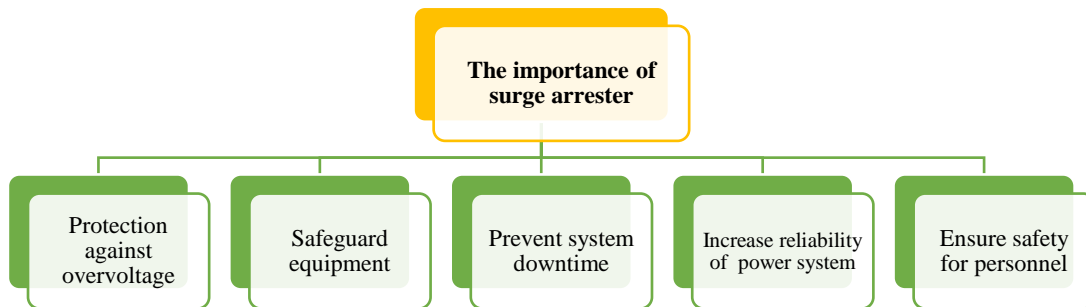 The importance of
surge arrester
Protection
against
overvoltage
Safeguard
equipment
Prevent system
downtime
Increase reliability
of power system
Ensure safety
for personnel